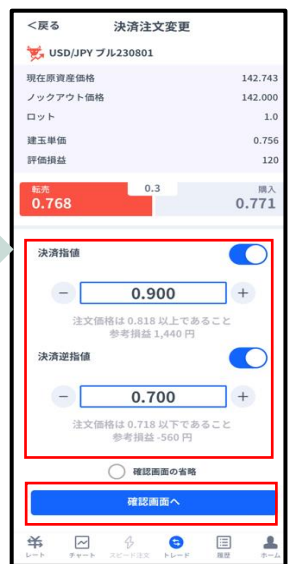 <戻る 決済注文変更
USD/JPY ブル230801
現在原資産価格 142.743
ノックアウト価格 142.000
ロット 1.0
建玉単価 0.756
評価損益 120
転売 0.3 購入
0.768 0.771
決済指値
− 0.900 +
注文価格は 0.818 以上であること
参考損益 1,440 円
決済逆指値
− 0.700 +
注文価格は 0.718 以下であること
参考損益 -560 円
確認画面の省略
確認画面へ
レート チャート スピード注文 トレード 履歴 ホーム